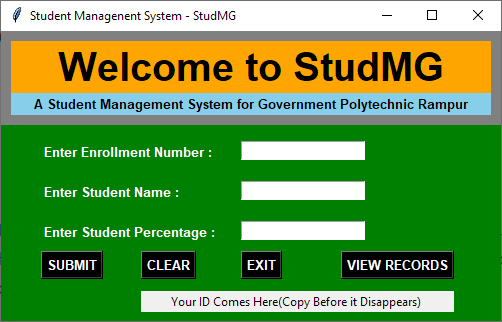 Student Managenent System - StudMG
Welcome to StudMG
A Student Management System for Government Polytechnic Rampur
Enter Enrollment Number :
Enter Student Name :
Enter Student Percentage :
SUBMIT CLEAR EXIT VIEW RECORDS
Your ID Comes Here(Copy Before it Disappears)